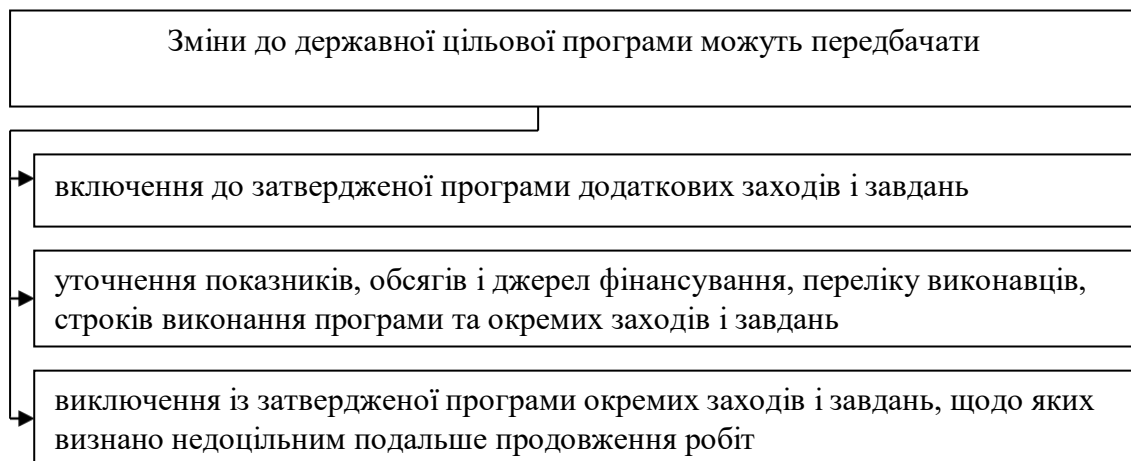 Зміни до державної цільової програми можуть передбачати
включення до затвердженої програми додаткових заходів і завдань
уточнення показників, обсягів і джерел фінансування, переліку виконавців,
строків виконання програми та окремих заходів і завдань
виключення із затвердженої програми окремих заходів і завдань, щодо яких
визнано недоцільним подальше продовження робіт